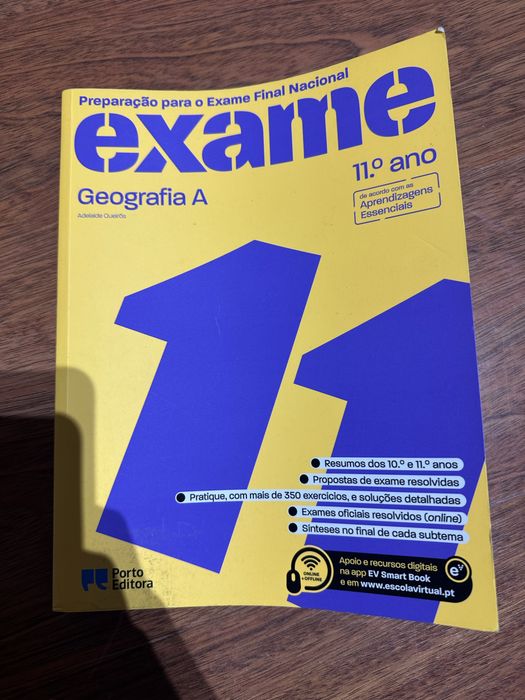 Preparação para o Exame Final Nacional
exame
11.º ano
Geografia A
Adelaide Queirós
de acordo com as
Aprendizagens
Essenciais
11
Resumos dos 10.º e 11.º anos
Propostas de exame resolvidas
Pratique, com mais de 350 exercícios, e soluções detalhadas
Exames oficiais resolvidos (online)
Sínteses no final de cada subtema
Porto
Editora
ONLINE
+OFFLINE
Apoio e recursos digitais
na app EV Smart Book
e em www.escolavirtual.pt
ev